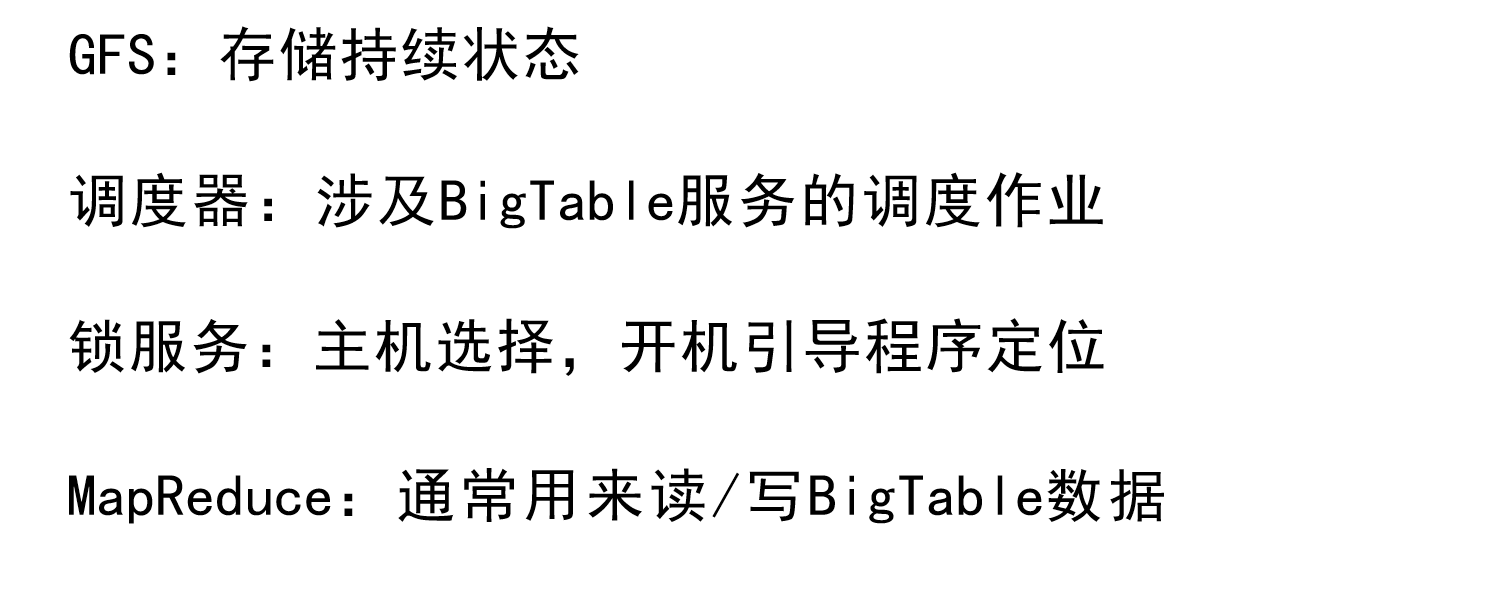 GFS：存储持续状态
调度器：涉及BigTable服务的调度作业
锁服务：主机选择，开机引导程序定位
MapReduce：通常用来读/写BigTable数据